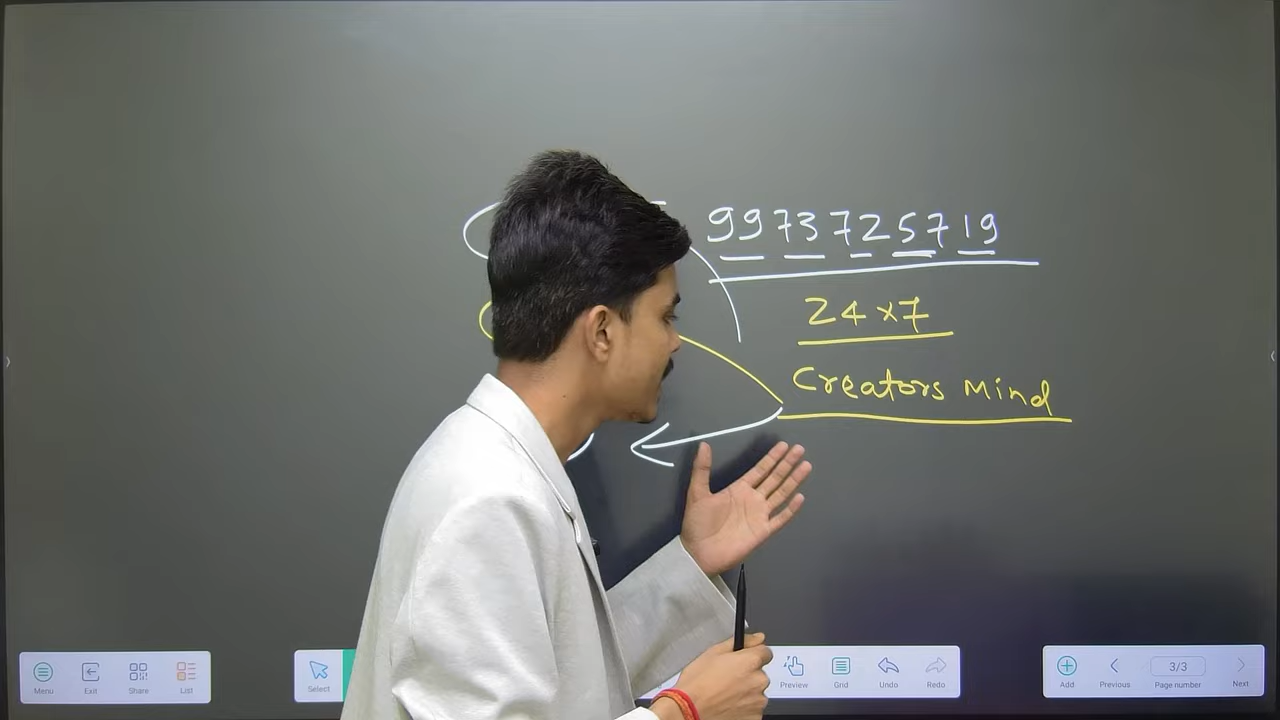 9973725719
24x7
Creators Mind
Menu Exit Share List
Select Preview Grid Undo Redo
Add Previous 3/3 Page number Next